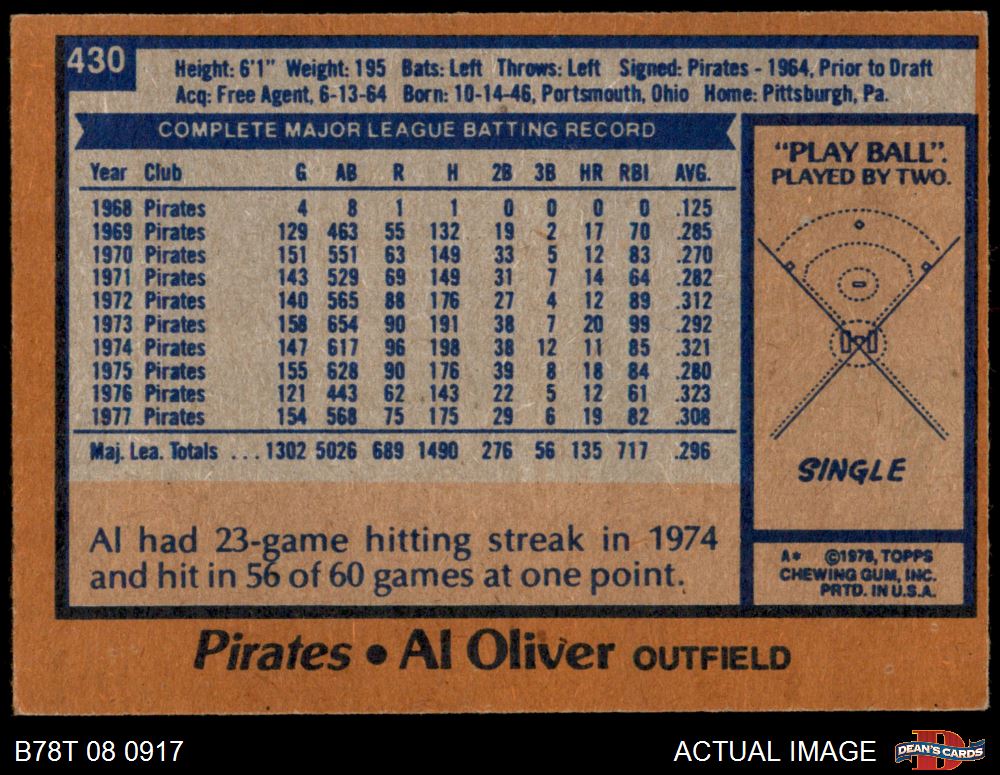 430
Height: 6'1" Weight: 195 Bats: Left Throws: Left Signed: Pirates - 1964, Prior to Draft
Acq: Free Agent, 6-13-64 Born: 10-14-46, Portsmouth, Ohio Home: Pittsburgh, Pa.
COMPLETE MAJOR LEAGUE BATTING RECORD
Year Club G AB R H 2B 3B HR RBI AVG.
1968 Pirates 4 8 1 1 0 0 0 0 .125
1969 Pirates 129 463 55 132 19 2 17 70 .285
1970 Pirates 151 551 63 149 33 5 12 83 .270
1971 Pirates 143 529 69 149 31 7 14 64 .282
1972 Pirates 140 565 88 176 27 4 12 89 .312
1973 Pirates 158 654 90 191 38 7 20 99 .292
1974 Pirates 147 617 96 198 38 12 11 85 .321
1975 Pirates 155 628 90 176 39 8 18 84 .280
1976 Pirates 121 443 62 143 22 5 12 61 .323
1977 Pirates 154 568 75 175 29 6 19 82 .308
Maj. Lea. Totals ... 1302 5026 689 1490 276 56 135 717 .296
Al had 23-game hitting streak in 1974
and hit in 56 of 60 games at one point.
"PLAY BALL".
PLAYED BY TWO.
SINGLE
A* ©1978, TOPPS
CHEWING GUM, INC.
PRTD. IN U.S.A.
Pirates • Al Oliver OUTFIELD
B78T 08 0917
ACTUAL IMAGE
DEAN'S CARDS